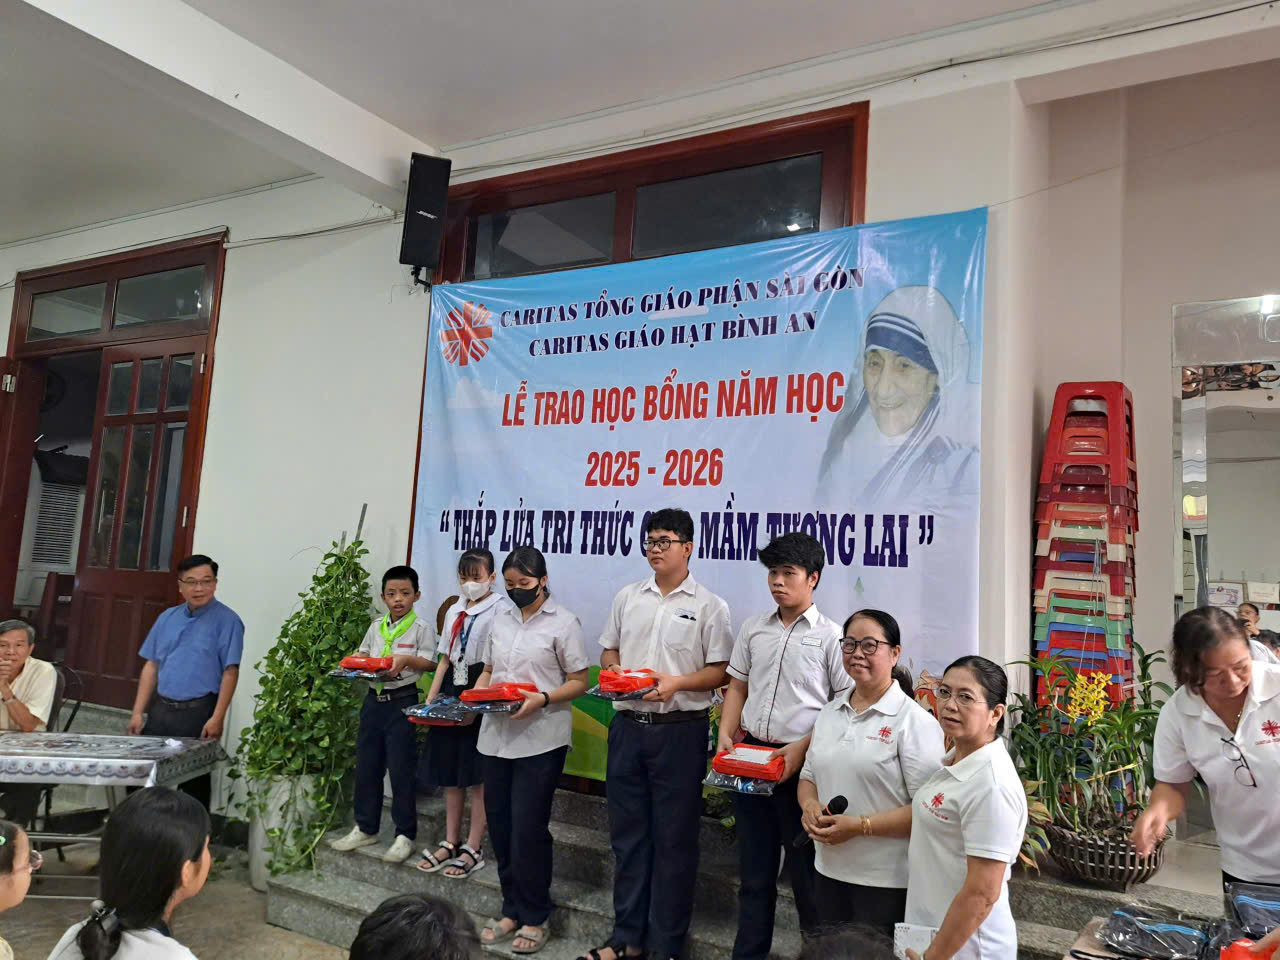 CARITAS TỔNG GIÁO PHẬN SÀI GÒN
CARITAS GIÁO HẠT BÌNH AN
LỄ TRAO HỌC BỔNG NĂM HỌC
2025 - 2026
“ THẮP LỬA TRI THỨC MẦM TƯƠNG LAI ”